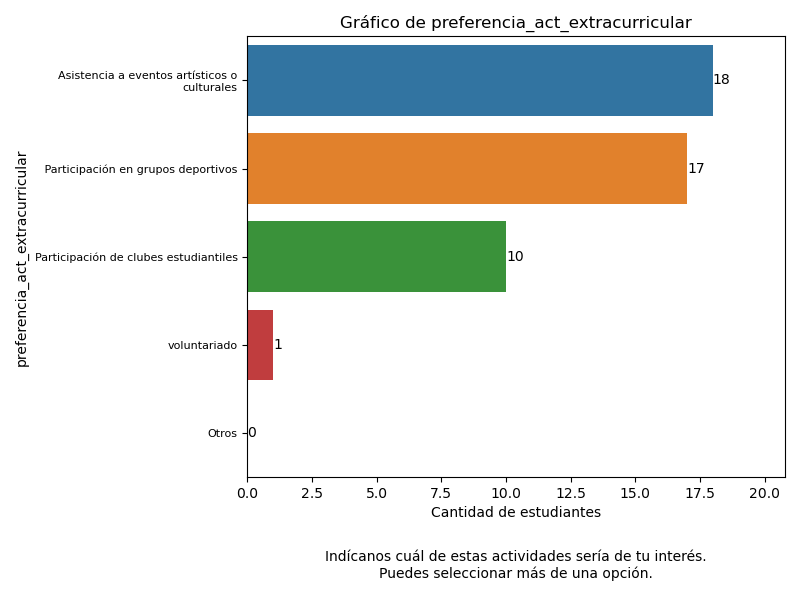 Gráfico de preferencia_act_extracurricular
preferencia_act_extracurricular
Asistencia a eventos artísticos o
culturales
18
Participación en grupos deportivos
17
Participación de clubes estudiantiles
10
voluntariado
1
Otros
0
0.0 2.5 5.0 7.5 10.0 12.5 15.0 17.5 20.0
Cantidad de estudiantes
Indícanos cuál de estas actividades sería de tu interés.
Puedes seleccionar más de una opción.